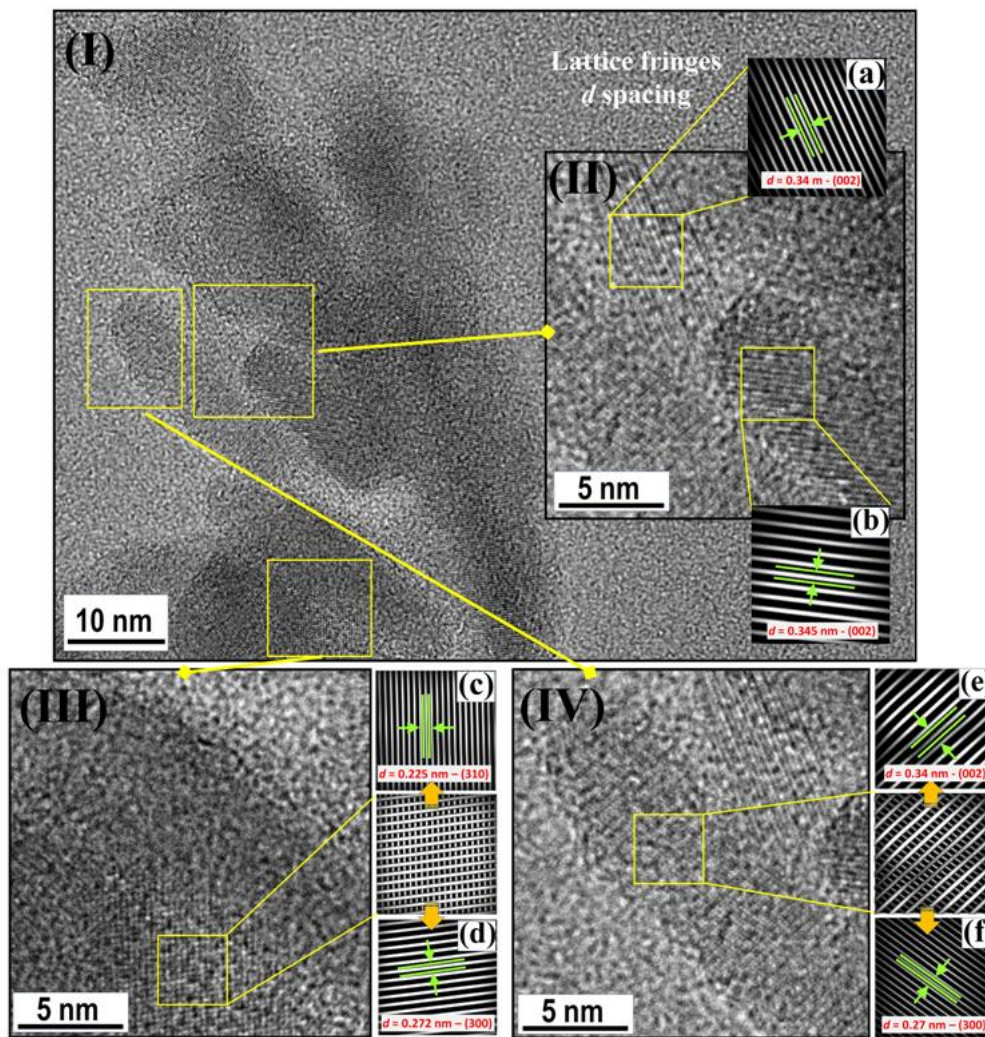 (I)
Lattice fringes
d spacing
(a)
d = 0.34 m - (002)
(II)
5 nm
(b)
d = 0.345 nm - (002)
10 nm
(III)
5 nm
(c)
d = 0.225 nm – (310)
(d)
d = 0.272 nm – (300)
(IV)
5 nm
(e)
d = 0.34 nm - (002)
(f)
d = 0.27 nm – (300)